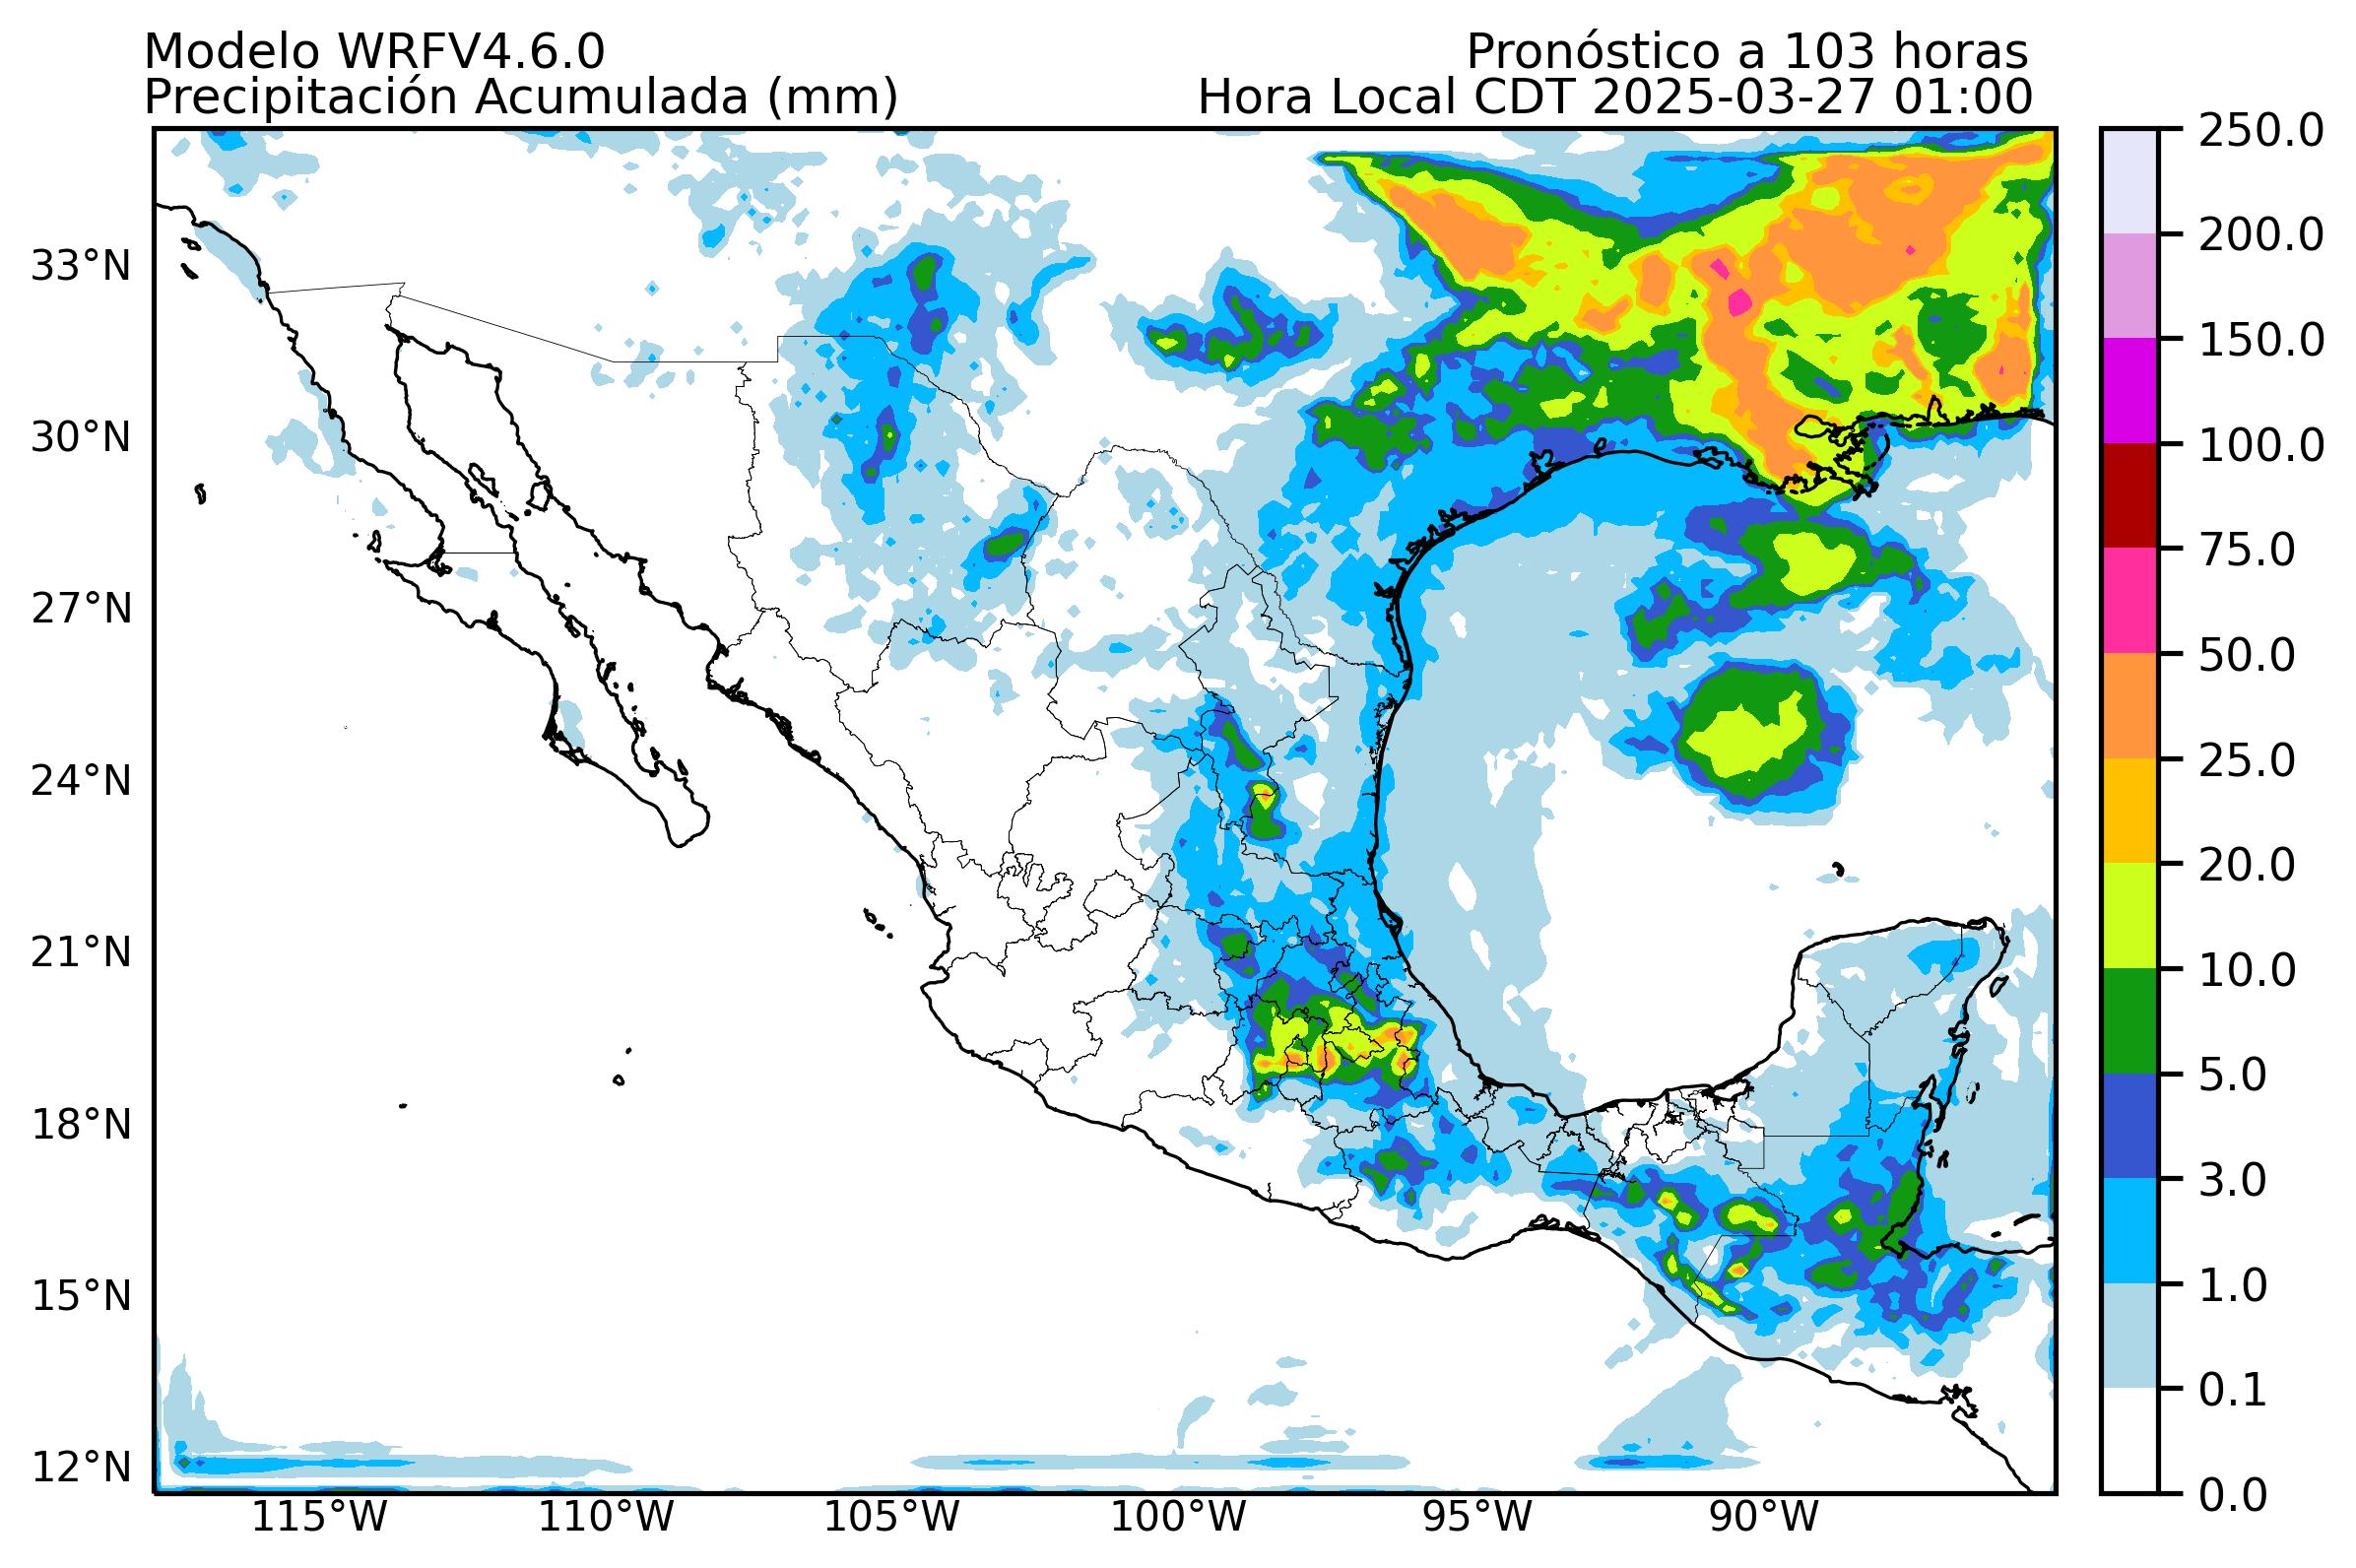 Modelo WRFV4.6.0
Pronóstico a 103 horas
Precipitación Acumulada (mm)
Hora Local CDT 2025-03-27 01:00
33°N
30°N
27°N
24°N
21°N
18°N
15°N
12°N
115°W
110°W
105°W
100°W
95°W
90°W
250.0
200.0
150.0
100.0
75.0
50.0
25.0
20.0
10.0
5.0
3.0
1.0
0.1
0.0